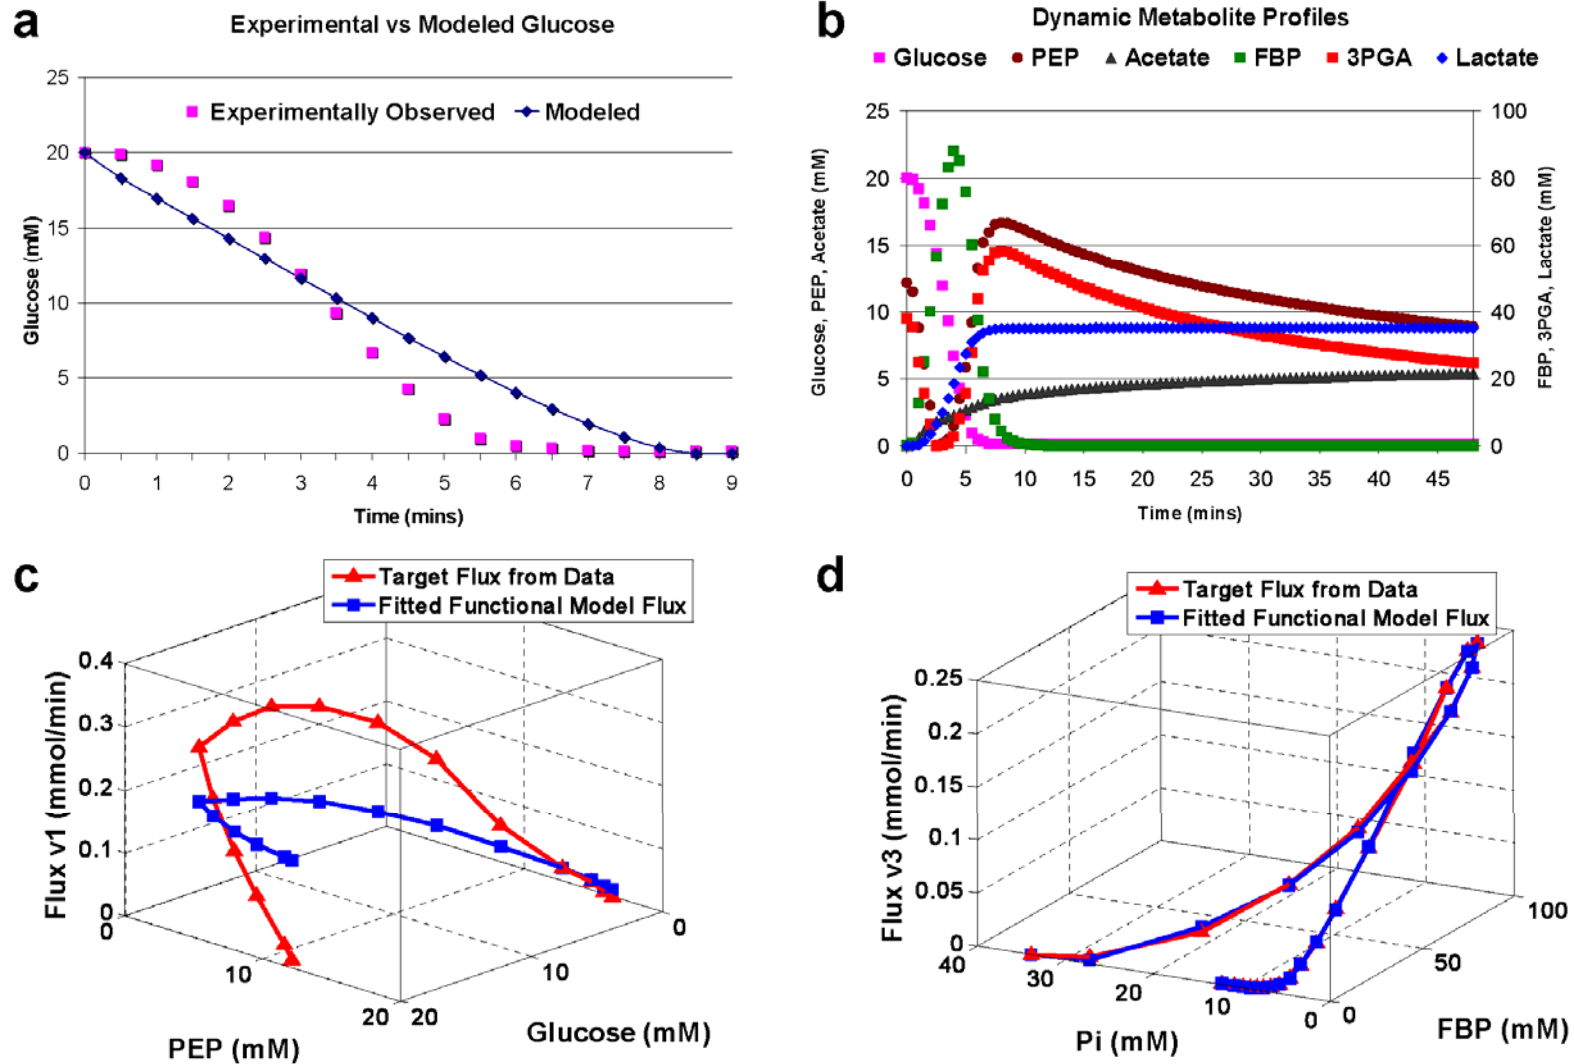 a
Experimental vs Modeled Glucose
25
20
15
10
5
0
Glucose (mM)
Experimentally Observed
Modeled
0 1 2 3 4 5 6 7 8 9
Time (mins)
b
Dynamic Metabolite Profiles
Glucose PEP Acetate FBP 3PGA Lactate
25
20
15
10
5
0
Glucose, PEP, Acetate (mM)
100
80
60
40
20
0
FBP, 3PGA, Lactate (mM)
0 5 10 15 20 25 30 35 40 45
Time (mins)
c
Target Flux from Data
Fitted Functional Model Flux
0.4
0.3
0.2
0.1
0
Flux v1 (mmol/min)
0
10
20
PEP (mM)
20
10
0
Glucose (mM)
d
Target Flux from Data
Fitted Functional Model Flux
0.25
0.2
0.15
0.1
0.05
0
Flux v3 (mmol/min)
40
30
20
10
0
Pi (mM)
0
50
100
FBP (mM)